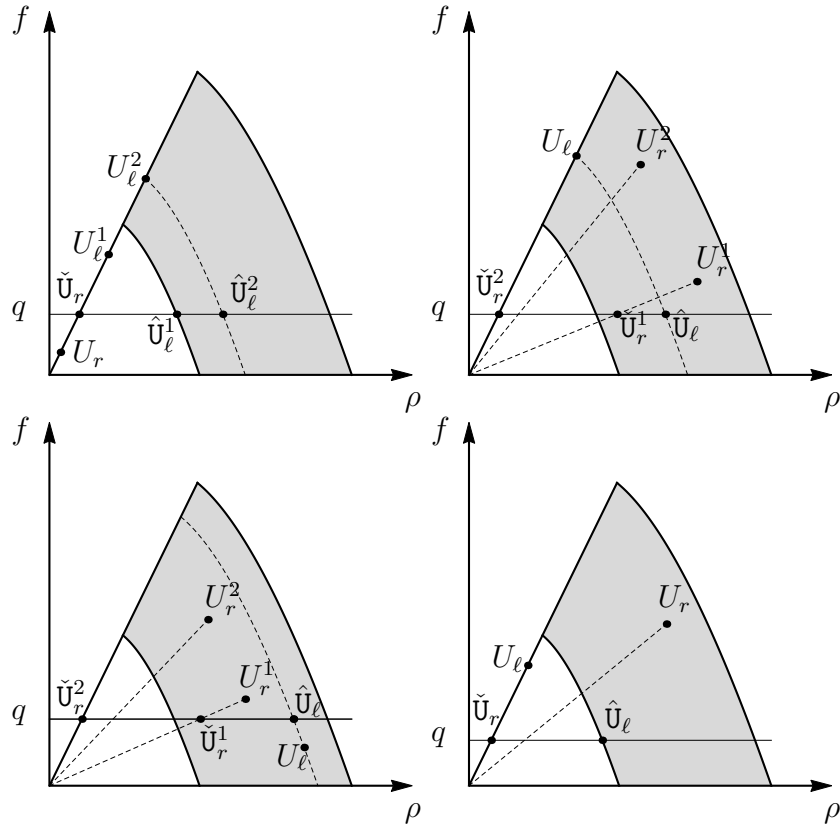 f
U_ℓ^2
U_ℓ^1
Ǔ_r
Û_ℓ^2
q
Û_ℓ^1
U_r
ρ
f
U_ℓ
U_r^2
U_r^1
Ǔ_r^2
q
Ǔ_r^1
Û_ℓ
ρ
f
U_r^2
U_r^1
Ǔ_r^2
Û_ℓ
q
Ǔ_r^1
U_ℓ
ρ
f
U_r
U_ℓ
Ǔ_r
Û_ℓ
q
ρ